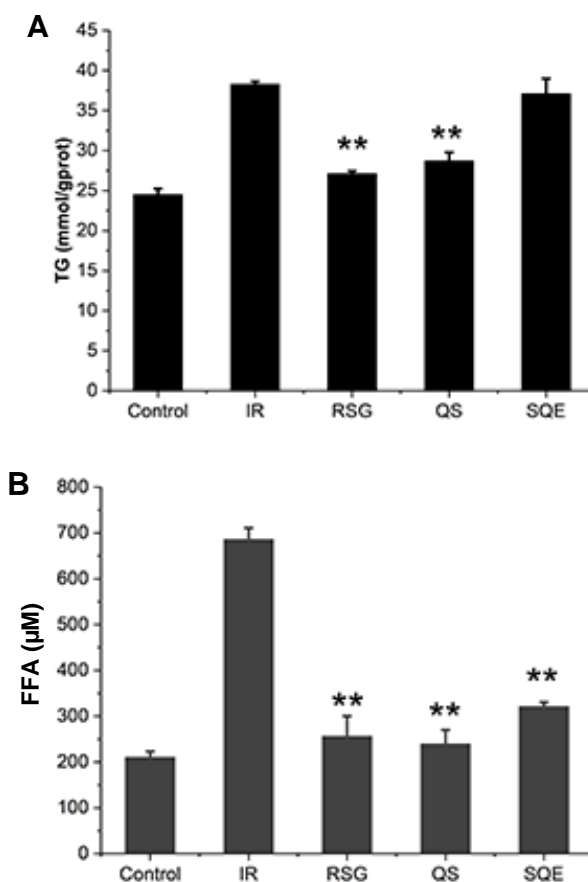 A
TG (mmol/gprot)
45
40
35
30
25
20
15
10
5
0
** **
Control IR RSG QS SQE
B
FFA (µM)
800
700
600
500
400
300
200
100
0
** ** **
Control IR RSG QS SQE